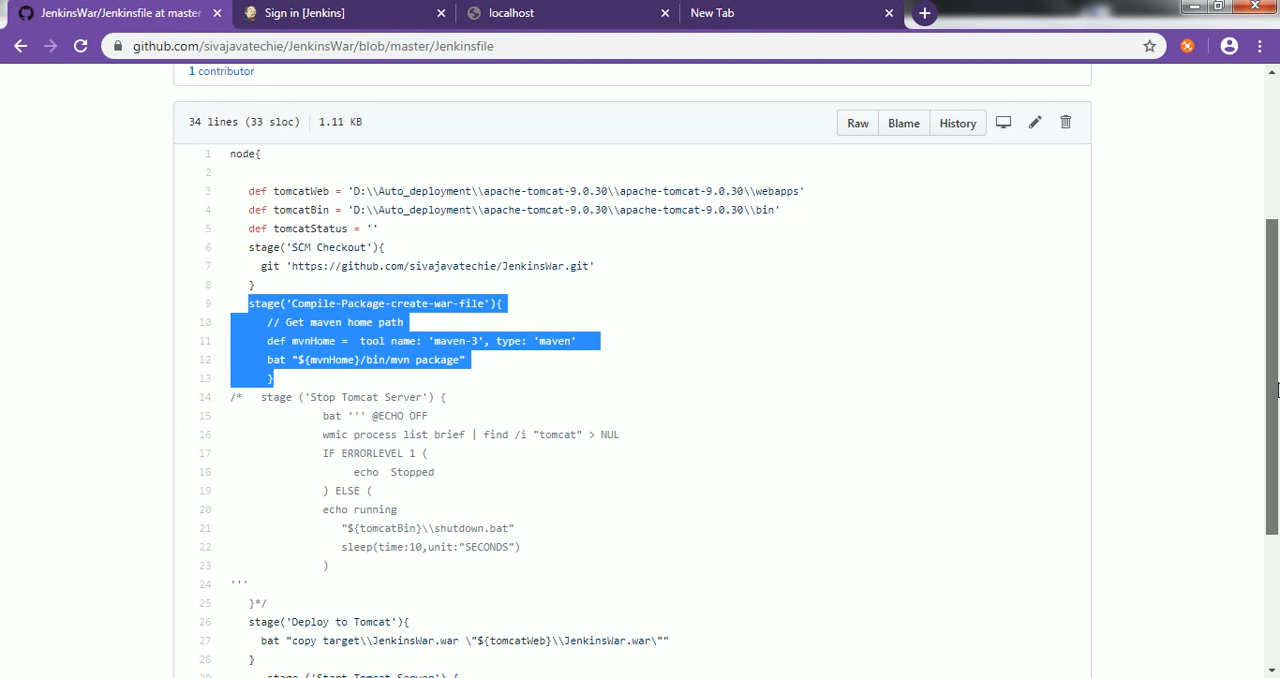 JenkinsWar/Jenkinsfile at master
Sign in [Jenkins]
localhost
New Tab
github.com/sivajavatechie/JenkinsWar/blob/master/Jenkinsfile
1 contributor
34 lines (33 sloc) 1.11 KB
Raw Blame History
1 node{
2
3 def tomcatWeb = 'D:\\Auto_deployment\\apache-tomcat-9.0.30\\apache-tomcat-9.0.30\\webapps'
4 def tomcatBin = 'D:\\Auto_deployment\\apache-tomcat-9.0.30\\apache-tomcat-9.0.30\\bin'
5 def tomcatStatus = ''
6 stage('SCM Checkout'){
7 git 'https://github.com/sivajavatechie/JenkinsWar.git'
8 }
9 stage('Compile-Package-create-war-file'){
10 // Get maven home path
11 def mvnHome = tool name: 'maven-3', type: 'maven'
12 bat "${mvnHome}/bin/mvn package"
13 }
14 /* stage ('Stop Tomcat Server') {
15 bat ''' @ECHO OFF
16 wmic process list brief | find /i "tomcat" > NUL
17 IF ERRORLEVEL 1 (
18 echo Stopped
19 ) ELSE (
20 echo running
21 "${tomcatBin}\\shutdown.bat"
22 sleep(time:10,unit:"SECONDS")
23 )
24 '''
25 }*/
26 stage('Deploy to Tomcat'){
27 bat "copy target\\JenkinsWar.war \"${tomcatWeb}\\JenkinsWar.war\""
28 }
29 stage ('Start Tomcat Server') {